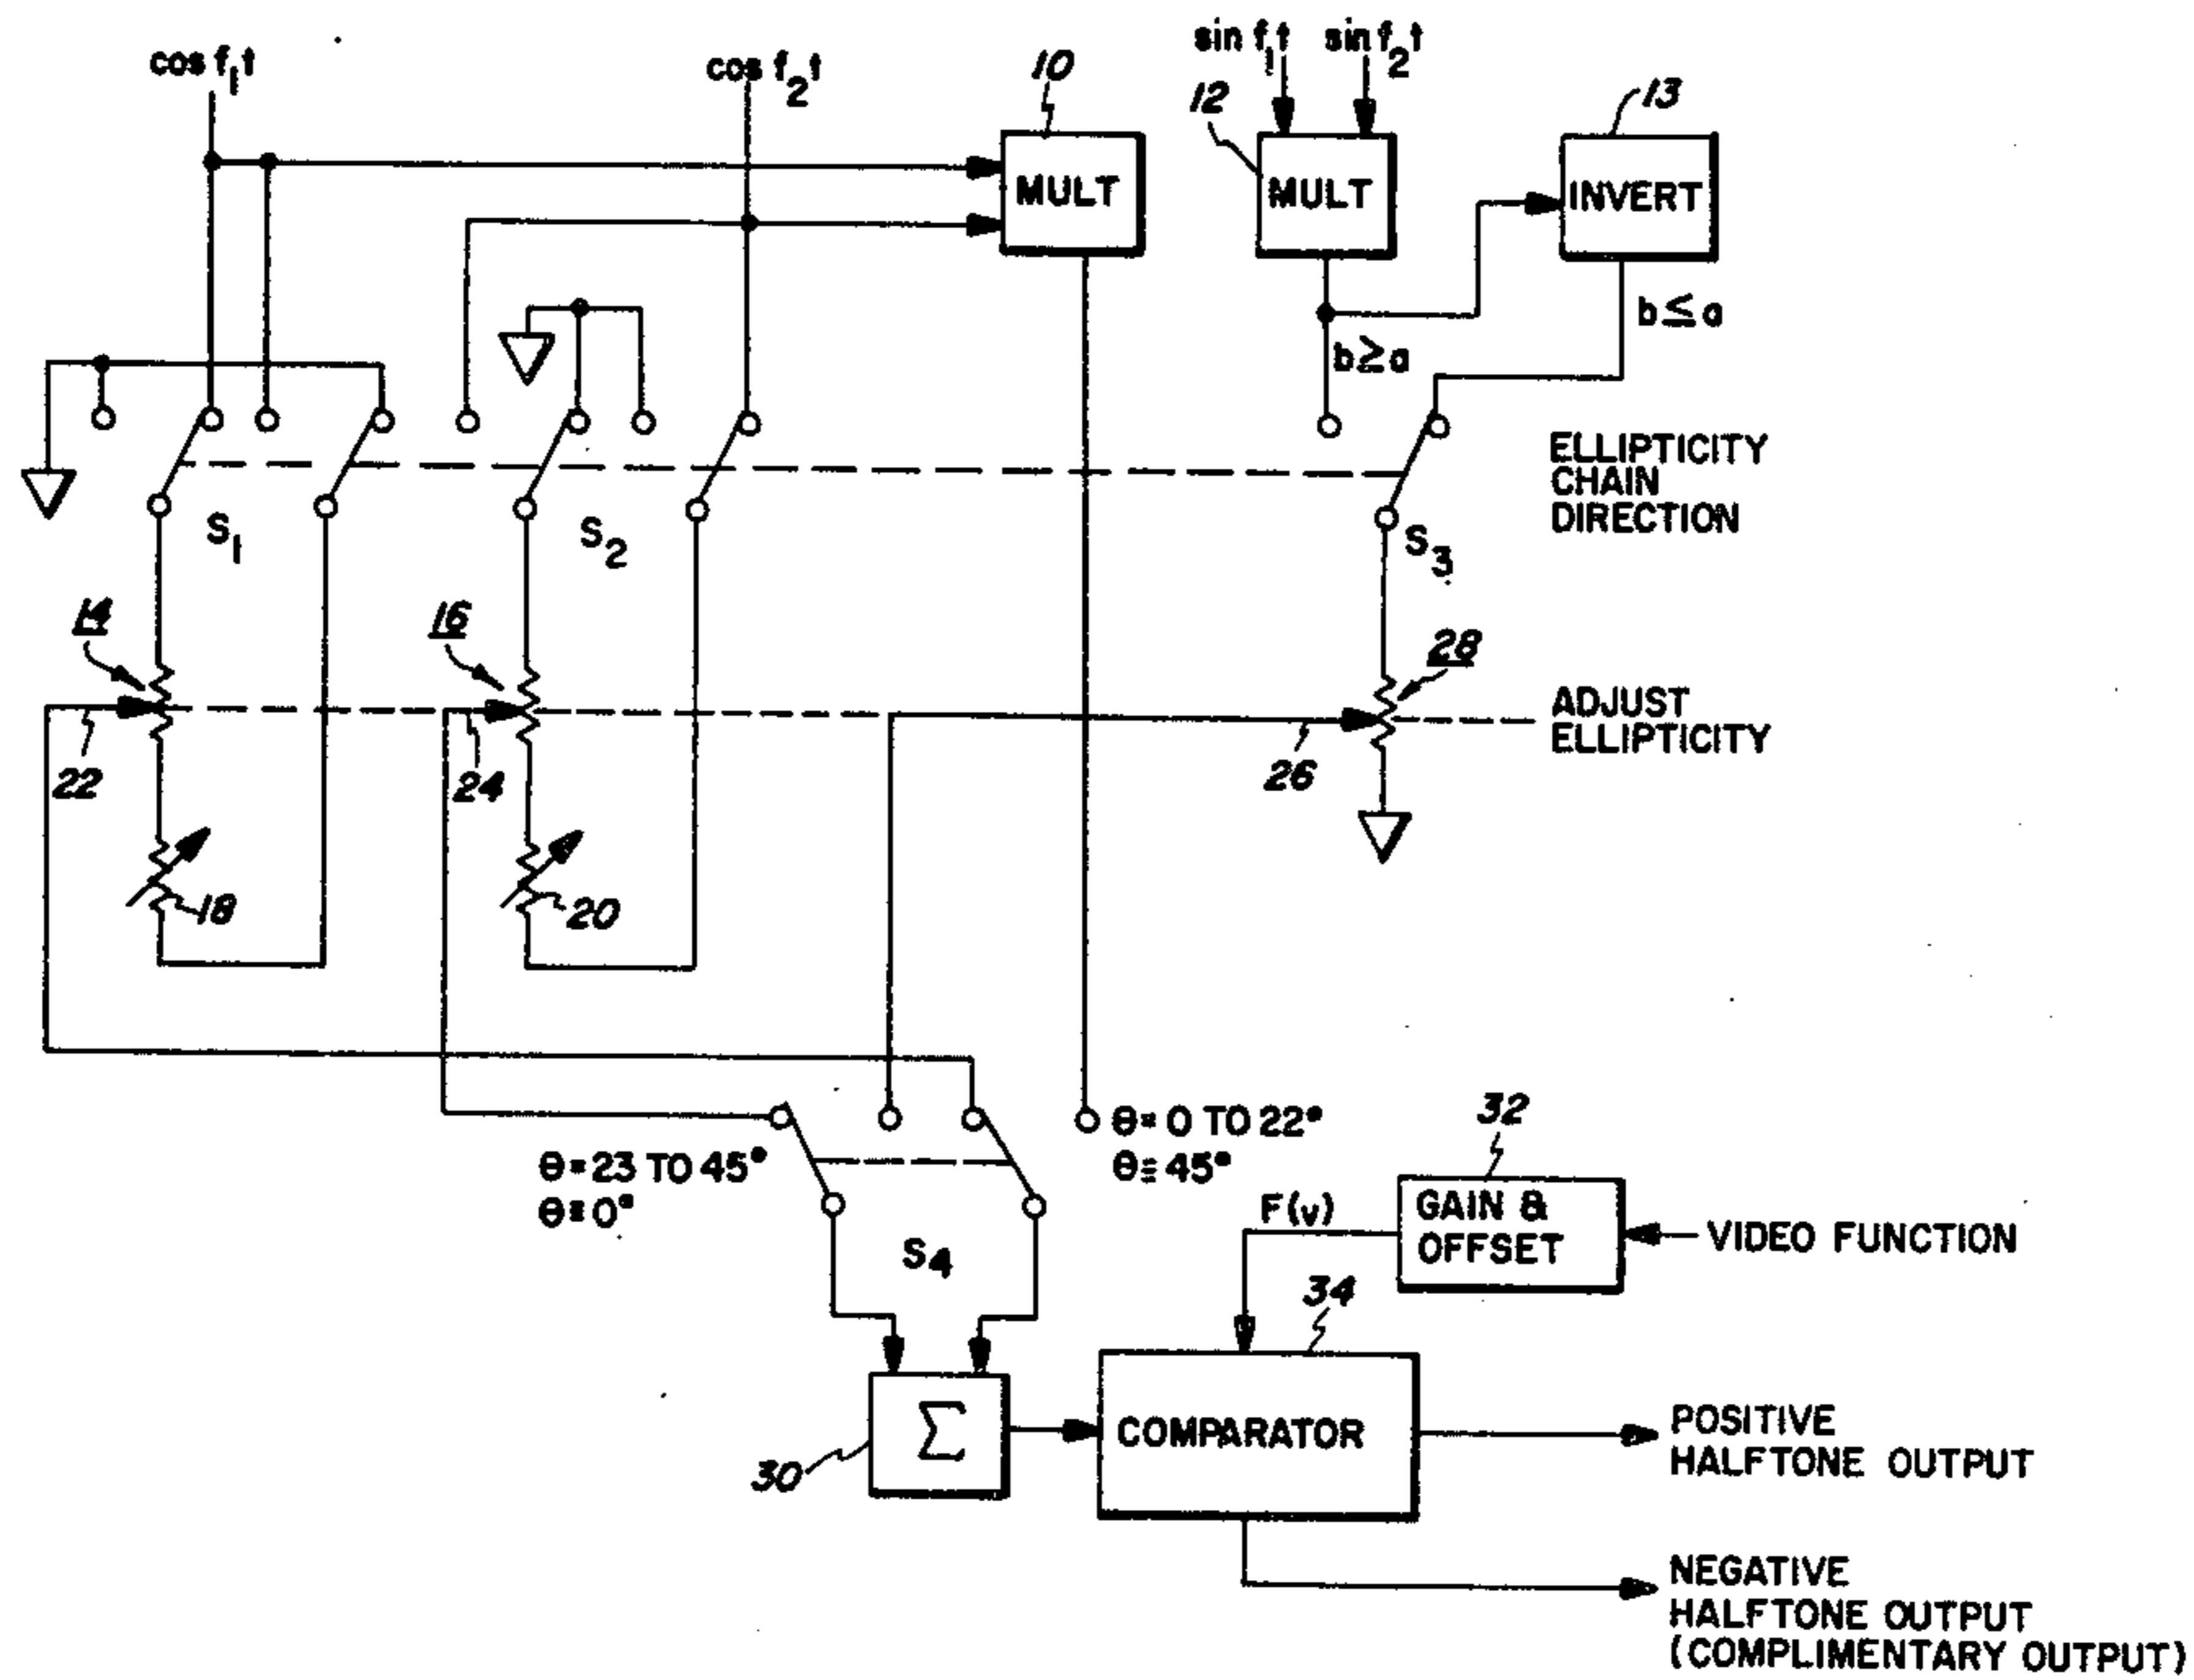 cos f₁t
cos f₂t
10
sin f₁t
sin f₂t
12
13
MULT
MULT
INVERT
b≥a
b≤a
S₁
S₂
S₃
ELLIPTICITY
CHAIN
DIRECTION
14
16
28
22
24
26
ADJUST
ELLIPTICITY
18
20
θ=23 TO 45°
θ=0°
θ=0 TO 22°
θ=45°
S₄
32
F(v)
GAIN &
OFFSET
VIDEO FUNCTION
34
30
Σ
COMPARATOR
POSITIVE
HALFTONE OUTPUT
NEGATIVE
HALFTONE OUTPUT
(COMPLIMENTARY OUTPUT)